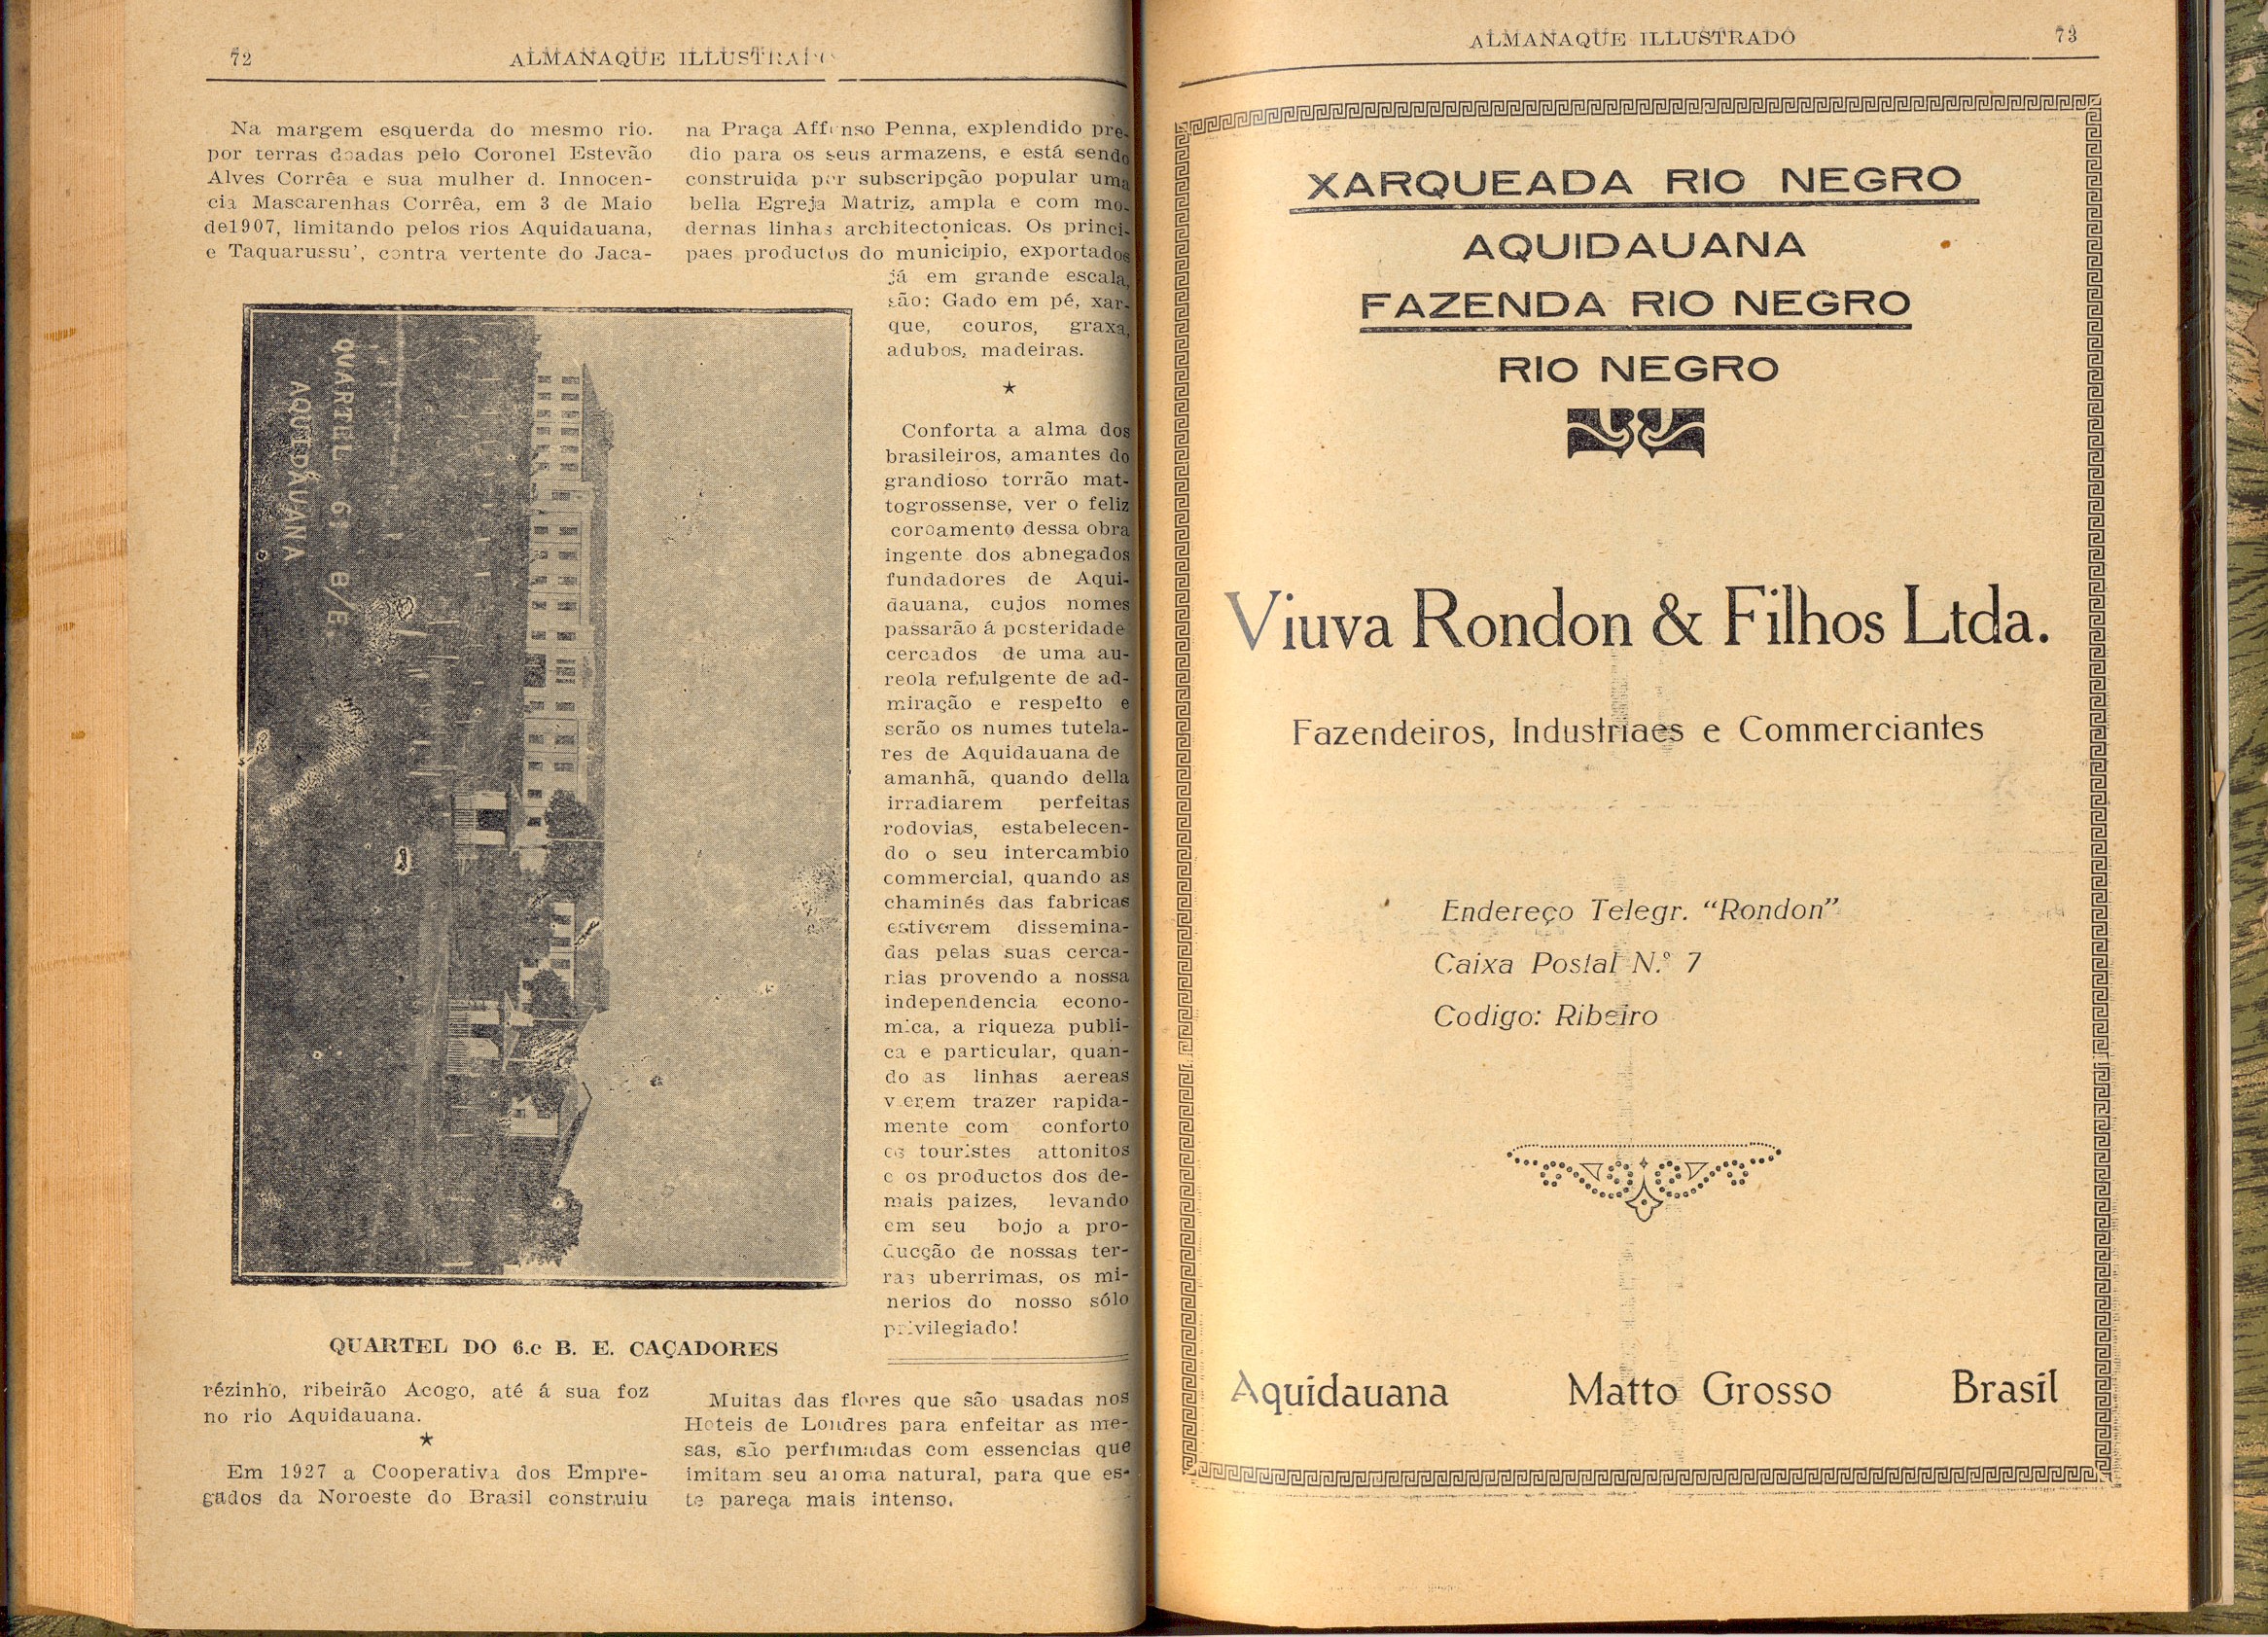 72
ALMANAQUE ILLUSTRADO
Na margem esquerda do mesmo rio.
por terras doadas pelo Coronel Estevão
Alves Corrêa e sua mulher d. Innocen-
cia Mascarenhas Corrêa, em 3 de Maio
de1907, limitando pelos rios Aquidauana,
e Taquarussu', contra vertente do Jaca-
QUARTEL 6º B/E.
AQUIDAUANA
QUARTEL DO 6.c B. E. CAÇADORES
rézinho, ribeirão Acogo, até á sua foz
no rio Aquidauana.
★
Em 1927 a Cooperativa dos Empre-
gados da Noroeste do Brasil construiu
na Praça Affonso Penna, explendido pre-
dio para os seus armazens, e está sendo
construida por subscripção popular uma
bella Egreja Matriz, ampla e com mo-
dernas linhas architectonicas. Os princi-
paes productos do municipio, exportados
já em grande escala,
são: Gado em pé, xar-
que, couros, graxa,
adubos, madeiras.
★
Conforta a alma dos
brasileiros, amantes do
grandioso torrão mat-
togrossense, ver o feliz
coroamento dessa obra
ingente dos abnegados
fundadores de Aqui-
dauana, cujos nomes
passarão á posteridade
cercados de uma au-
reola refulgente de ad-
miração e respeito e
serão os numes tutela-
res de Aquidauana de
amanhã, quando della
irradiarem perfeitas
rodovias, estabelecen-
do o seu intercambio
commercial, quando as
chaminés das fabricas
estiverem dissemina-
das pelas suas cerca-
nias provendo a nossa
independencia econo-
mica, a riqueza publi-
ca e particular, quan-
do as linhas aereas
vierem trazer rapida-
mente com conforto
os touristes attonitos
e os productos dos de-
mais paizes, levando
em seu bojo a pro-
ducção de nossas ter-
ras uberrimas, os mi-
nerios do nosso sólo
privilegiado!
Muitas das flores que são usadas nos
Hoteis de Londres para enfeitar as me-
sas, são perfumadas com essencias que
imitam seu aroma natural, para que es-
te pareça mais intenso.
ALMANAQUE ILLUSTRADO
73
XARQUEADA RIO NEGRO
AQUIDAUANA
FAZENDA RIO NEGRO
RIO NEGRO
Viuva Rondon & Filhos Ltda.
Fazendeiros, Industriaes e Commerciantes
Endereço Telegr. "Rondon"
Caixa Postal N.º 7
Codigo: Ribeiro
Aquidauana Matto Grosso Brasil